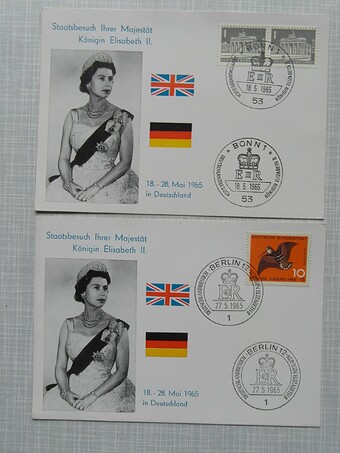 Staatsbesuch Ihrer Majestät
Königin Elisabeth II.
BONN 1
E R
18.5.1965
53
BONN 1
E R
18.5.1965
53
18. - 28. Mai 1965
in Deutschland
Staatsbesuch Ihrer Majestät
Königin Elisabeth II.
DEUTSCHE BUNDESPOST
10
BERLIN 12
E R
27.5.1965
1
BERLIN 12
E R
27.5.1965
1
18. - 28. Mai 1965
in Deutschland